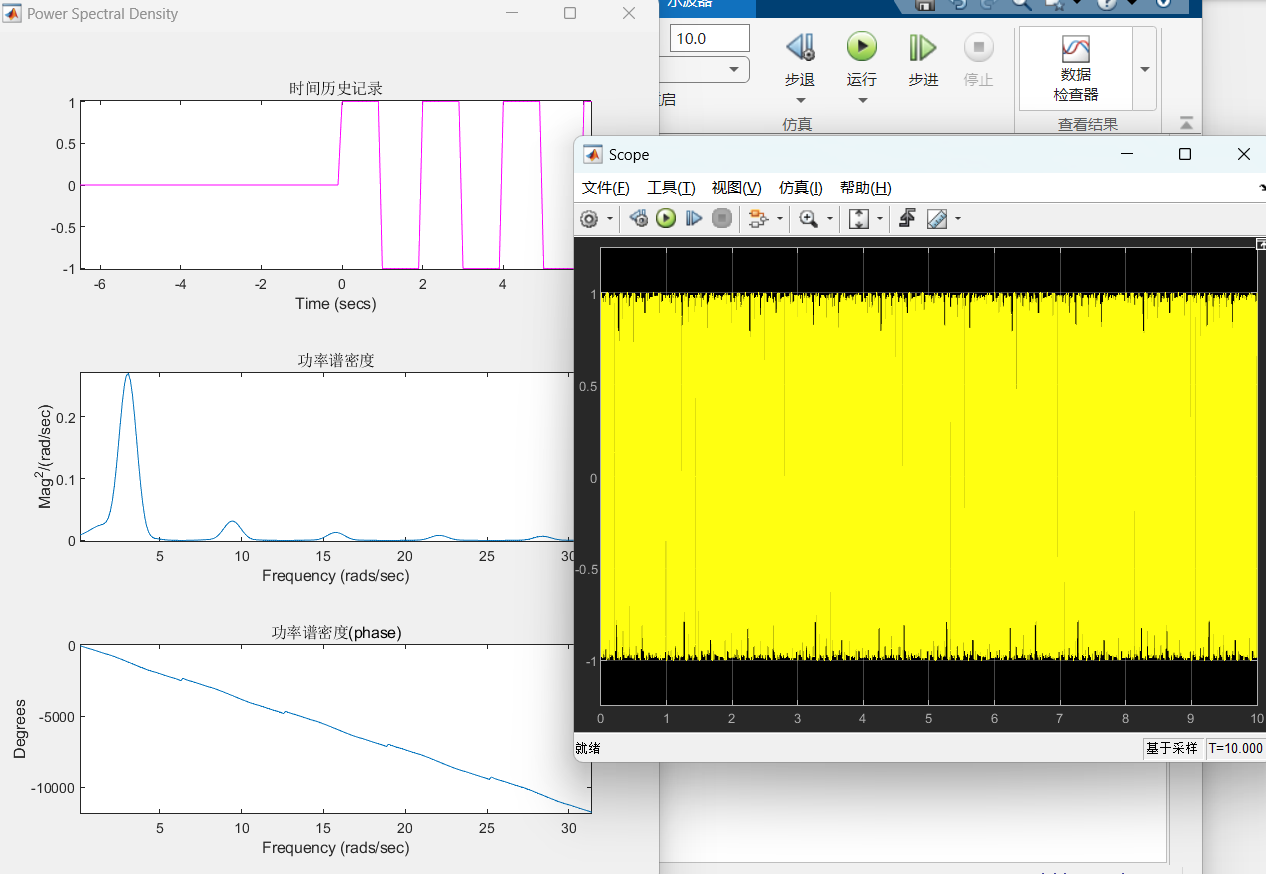 Power Spectral Density
时间历史记录
1
0.5
0
-0.5
-1
-6 -4 -2 0 2 4
Time (secs)
功率谱密度
Mag²/(rad/sec)
0.2
0.1
0
5 10 15 20 25 30
Frequency (rads/sec)
功率谱密度(phase)
Degrees
0
-5000
-10000
5 10 15 20 25 30
Frequency (rads/sec)
示波器
10.0
步退 运行 步进 停止
数据
检查器
启
仿真 查看结果
Scope
文件(F) 工具(T) 视图(V) 仿真(I) 帮助(H)
1
0.5
0
-0.5
-1
0 1 2 3 4 5 6 7 8 9 10
就绪 基于采样 T=10.000